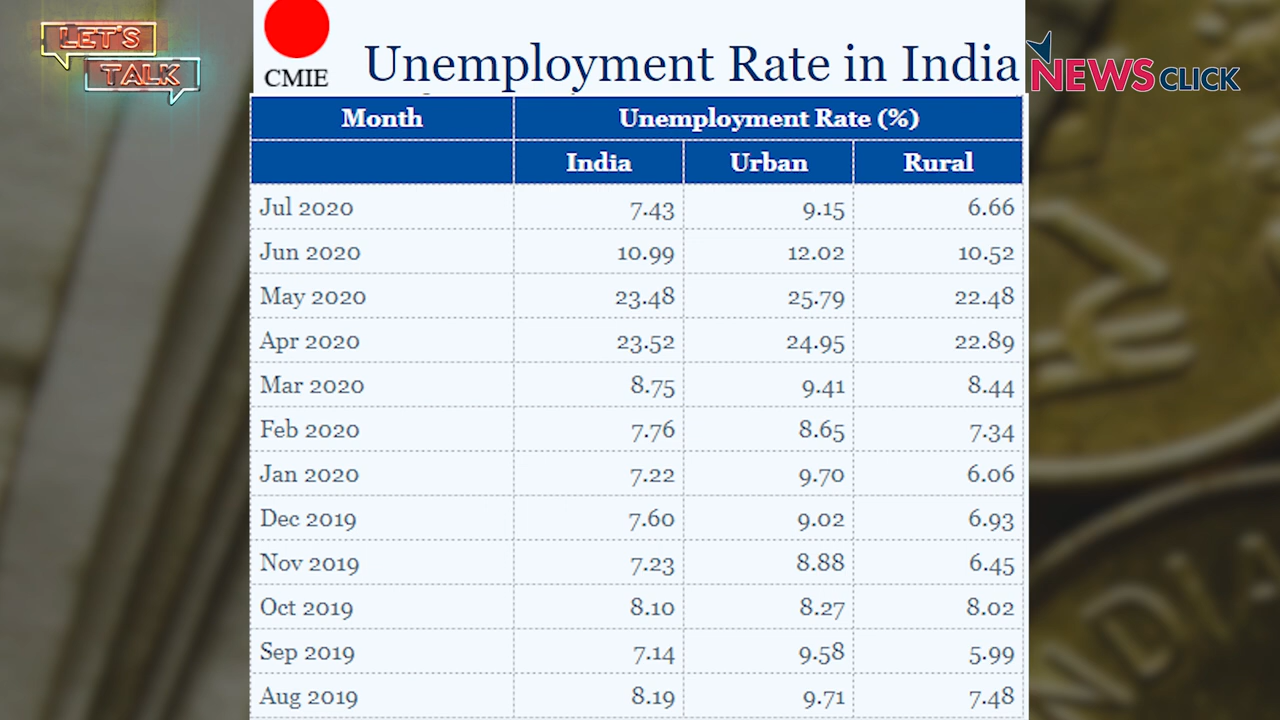 LET'S
TALK
CMIE
Unemployment Rate in India
NEWSCLICK
Month Unemployment Rate (%)
India Urban Rural
Jul 2020 7.43 9.15 6.66
Jun 2020 10.99 12.02 10.52
May 2020 23.48 25.79 22.48
Apr 2020 23.52 24.95 22.89
Mar 2020 8.75 9.41 8.44
Feb 2020 7.76 8.65 7.34
Jan 2020 7.22 9.70 6.06
Dec 2019 7.60 9.02 6.93
Nov 2019 7.23 8.88 6.45
Oct 2019 8.10 8.27 8.02
Sep 2019 7.14 9.58 5.99
Aug 2019 8.19 9.71 7.48